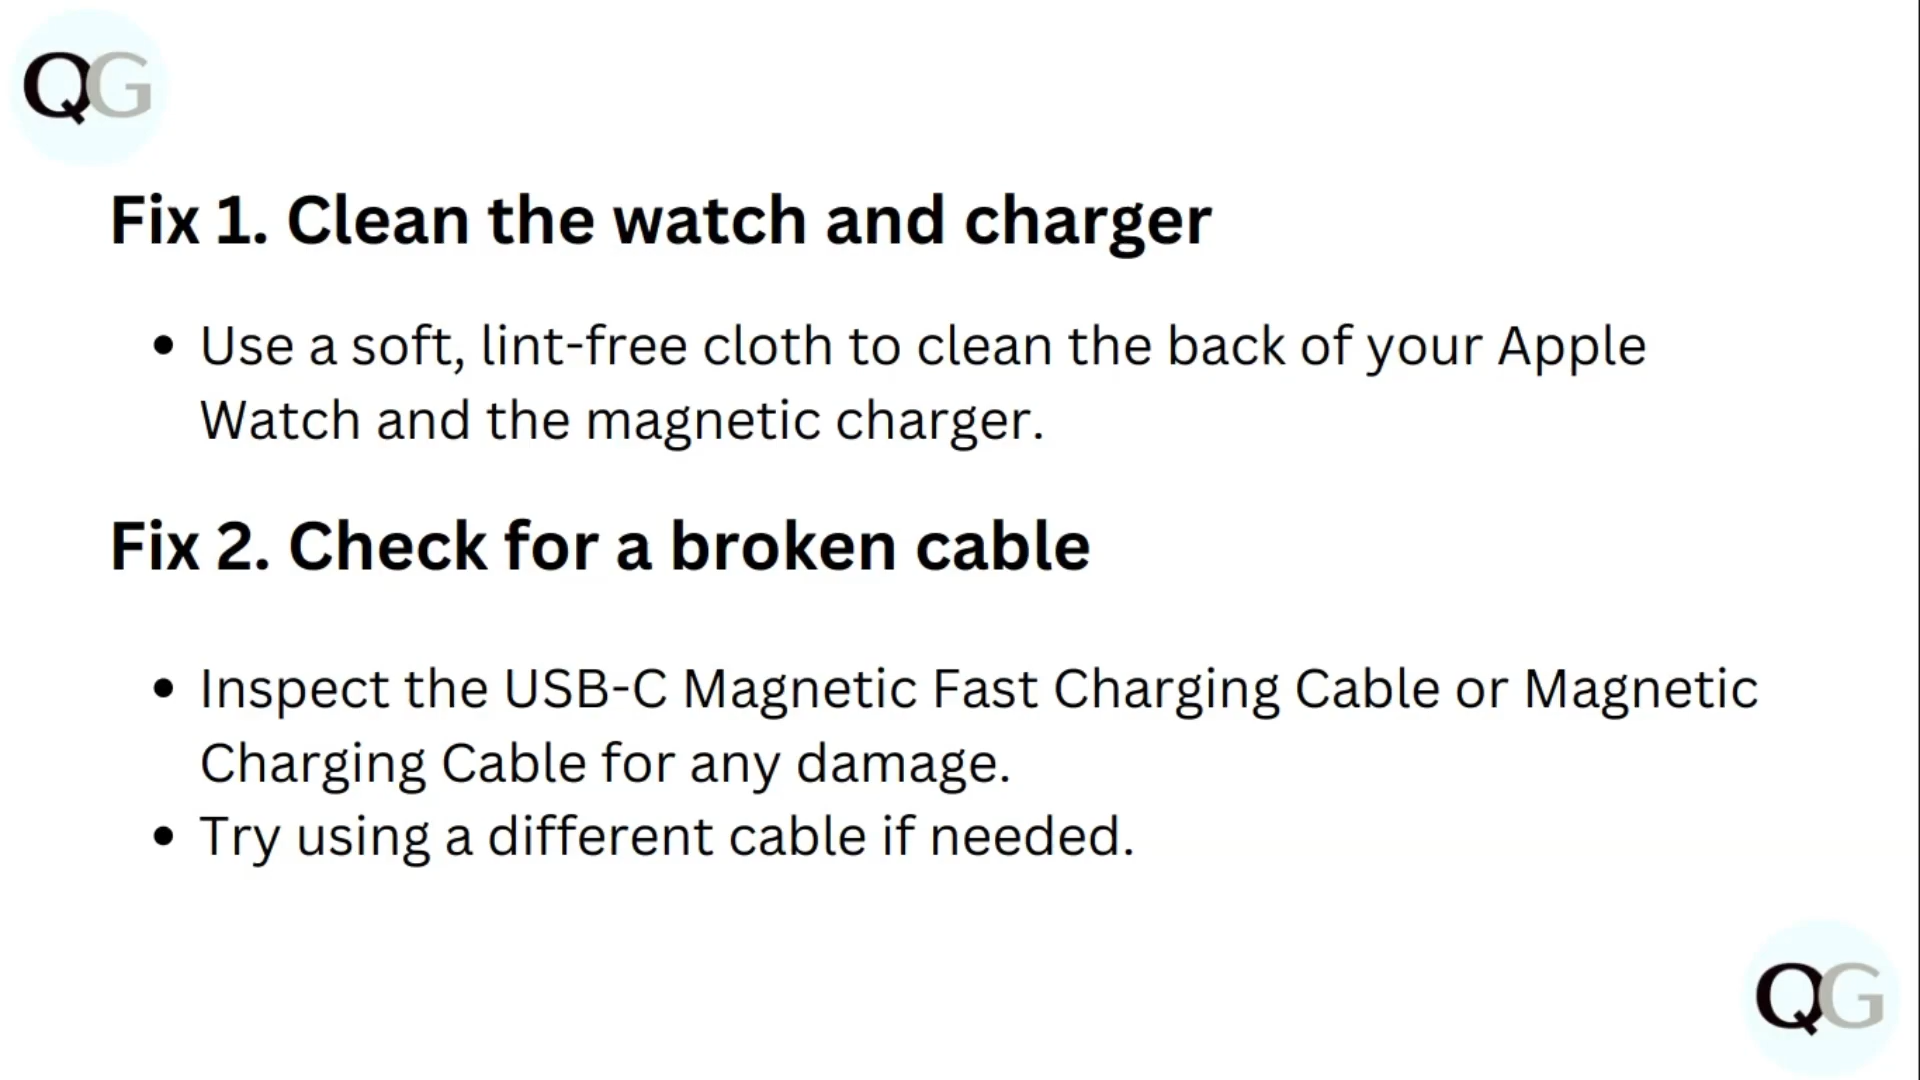 QG
Fix 1. Clean the watch and charger
• Use a soft, lint-free cloth to clean the back of your Apple
Watch and the magnetic charger.
Fix 2. Check for a broken cable
• Inspect the USB-C Magnetic Fast Charging Cable or Magnetic
Charging Cable for any damage.
• Try using a different cable if needed.
QG